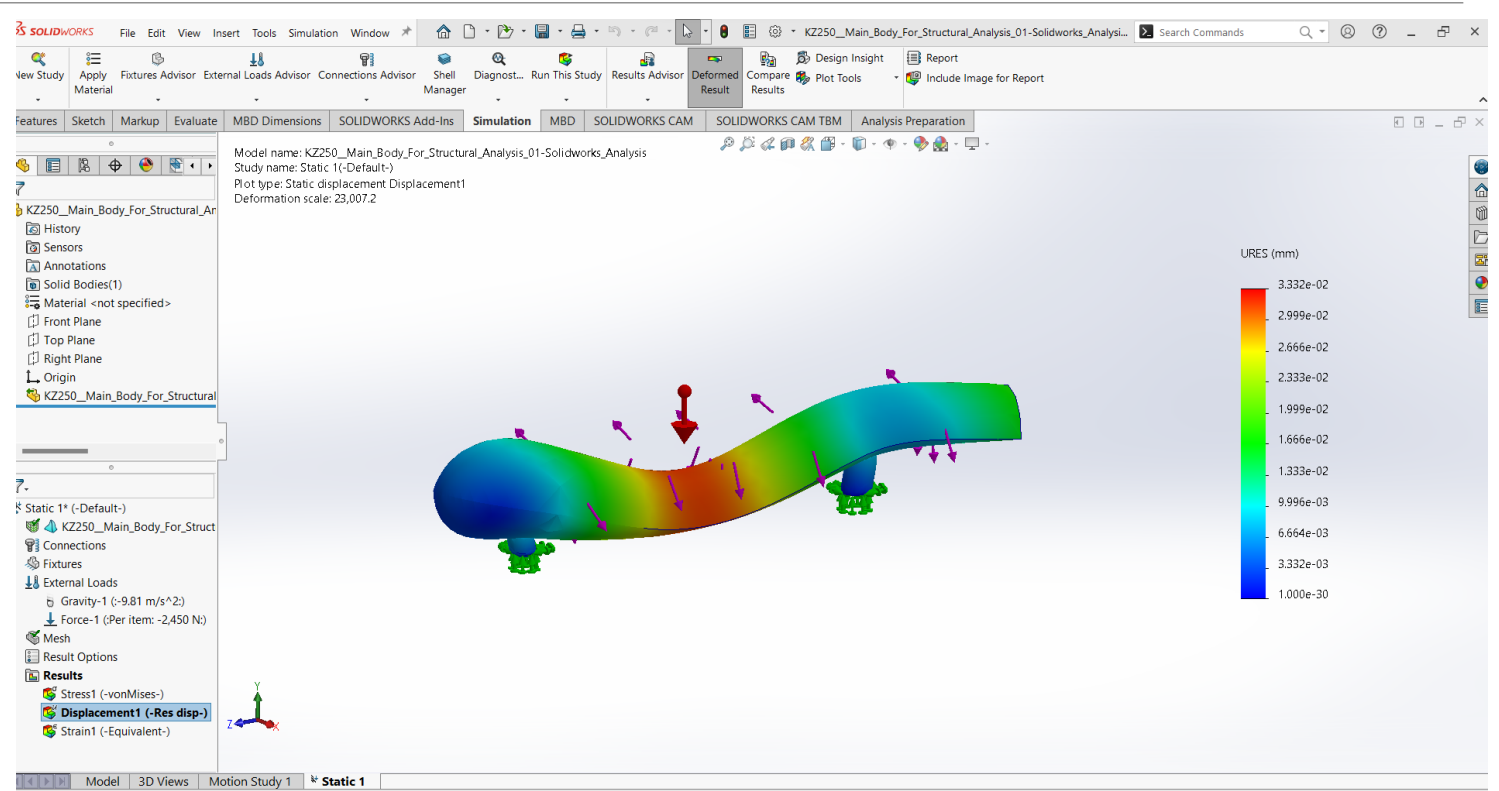 SOLIDWORKS File Edit View Insert Tools Simulation Window KZ250__Main_Body_For_Structural_Analysis_01-Solidworks_Analysi... Search Commands
New Study Apply Material Fixtures Advisor External Loads Advisor Connections Advisor Shell Manager Diagnost... Run This Study Results Advisor Deformed Result Compare Results Design Insight Plot Tools Report Include Image for Report
Features Sketch Markup Evaluate MBD Dimensions SOLIDWORKS Add-Ins Simulation MBD SOLIDWORKS CAM SOLIDWORKS CAM TBM Analysis Preparation
Model name: KZ250__Main_Body_For_Structural_Analysis_01-Solidworks_Analysis
Study name: Static 1(-Default-)
Plot type: Static displacement Displacement1
Deformation scale: 23,007.2
KZ250__Main_Body_For_Structural_An
History
Sensors
Annotations
Solid Bodies(1)
Material <not specified>
Front Plane
Top Plane
Right Plane
Origin
KZ250__Main_Body_For_Structural
Static 1* (-Default-)
KZ250__Main_Body_For_Struct
Connections
Fixtures
External Loads
Gravity-1 (:-9.81 m/s^2:)
Force-1 (:Per item: -2,450 N:)
Mesh
Result Options
Results
Stress1 (-vonMises-)
Displacement1 (-Res disp-)
Strain1 (-Equivalent-)
URES (mm)
3.332e-02
2.999e-02
2.666e-02
2.333e-02
1.999e-02
1.666e-02
1.333e-02
9.996e-03
6.664e-03
3.332e-03
1.000e-30
Y
Z X
Model 3D Views Motion Study 1 Static 1